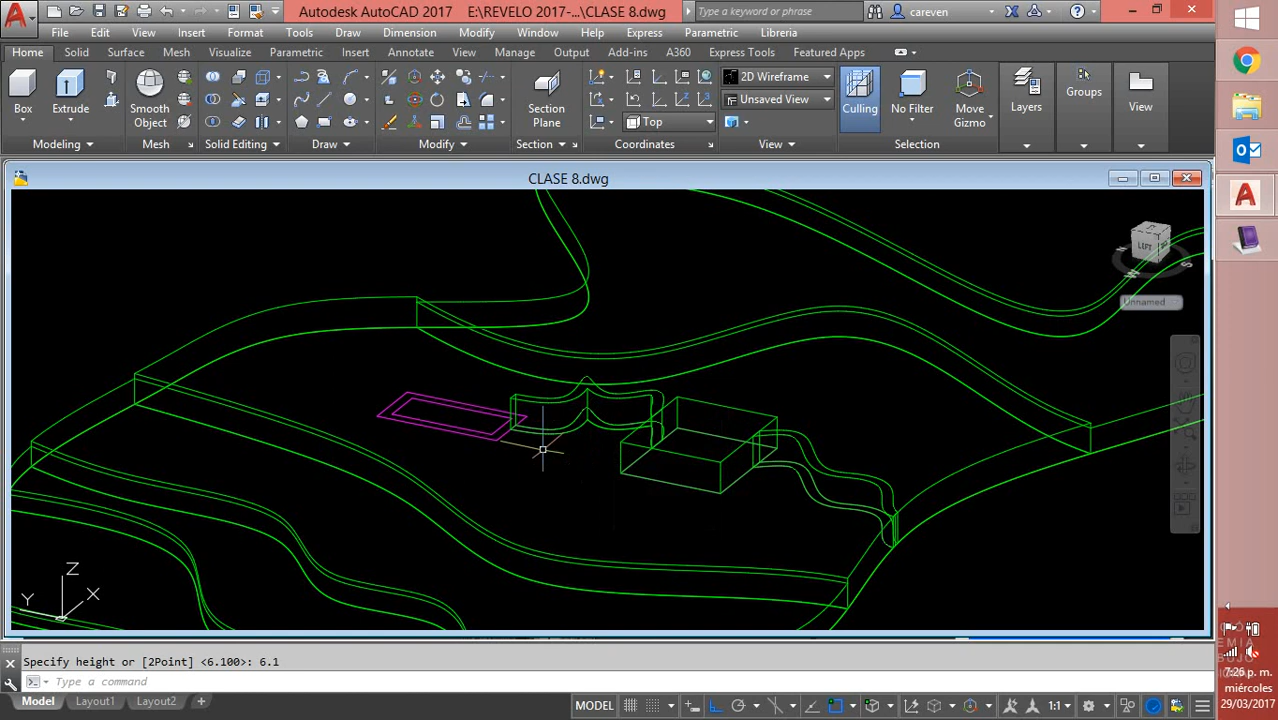 Autodesk AutoCAD 2017 E:\REVELO 2017-...\CLASE 8.dwg
Type a keyword or phrase
careven
File Edit View Insert Format Tools Draw Dimension Modify Window Help Express Parametric Libreria
Home Solid Surface Mesh Visualize Parametric Insert Annotate View Manage Output Add-ins A360 Express Tools Featured Apps
Box
Extrude
Smooth Object
Section Plane
2D Wireframe
Unsaved View
Top
Culling
No Filter
Move Gizmo
Layers
Groups
View
Modeling
Mesh
Solid Editing
Draw
Modify
Section
Coordinates
View
Selection
CLASE 8.dwg
LEFT
N
W
S
Unnamed
Z
Y
X
Specify height or [2Point] <6.100>: 6.1
Type a command
Model Layout1 Layout2 +
MODEL
1:1
7:26 p. m.
miércoles
29/03/2017